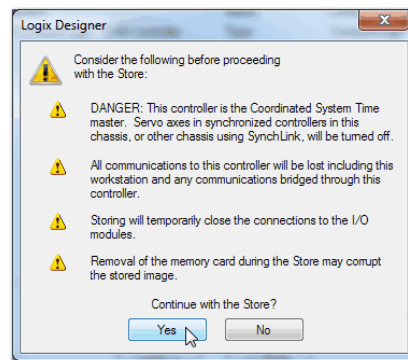 Logix Designer
Consider the following before proceeding
with the Store:
DANGER: This controller is the Coordinated System Time
master. Servo axes in synchronized controllers in this
chassis, or other chassis using SynchLink, will be turned off.
All communications to this controller will be lost including this
workstation and any communications bridged through this
controller.
Storing will temporarily close the connections to the I/O
modules.
Removal of the memory card during the Store may corrupt
the stored image.
Continue with the Store?
Yes
No